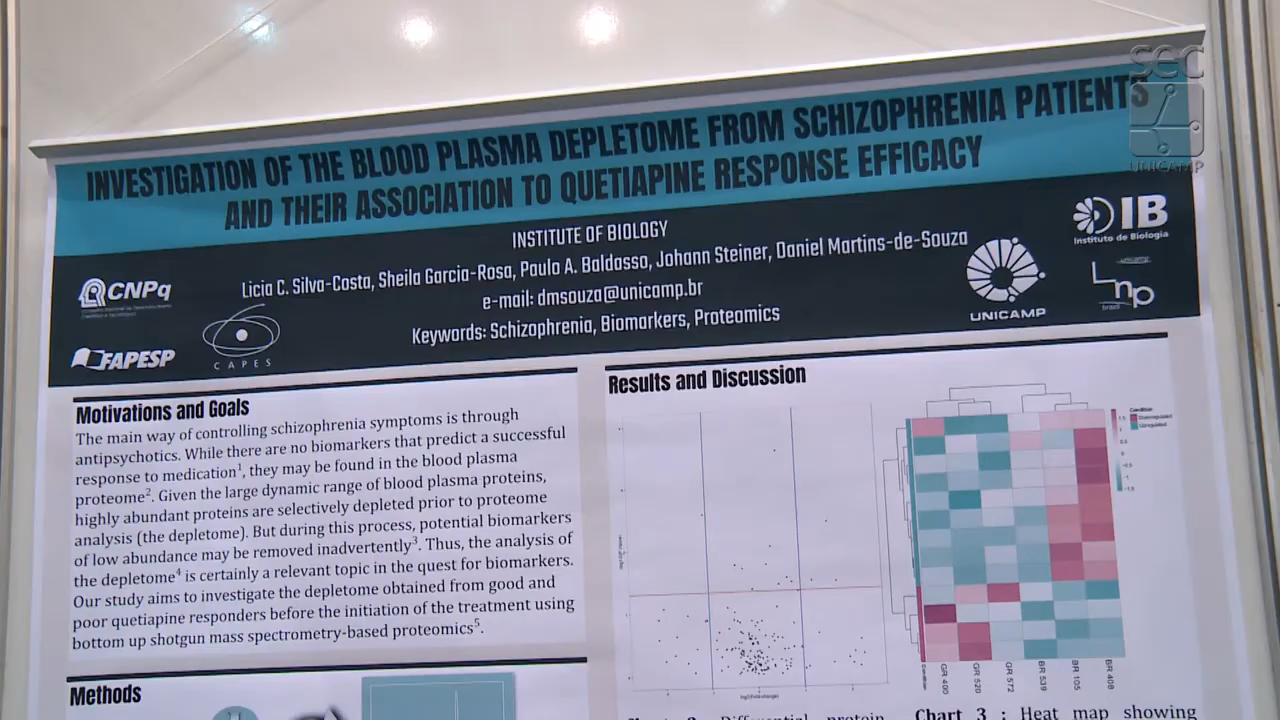 SEC
UNICAMP
INVESTIGATION OF THE BLOOD PLASMA DEPLETOME FROM SCHIZOPHRENIA PATIENTS
AND THEIR ASSOCIATION TO QUETIAPINE RESPONSE EFFICACY
INSTITUTE OF BIOLOGY
Licia C. Silva-Costa, Sheila Garcia-Rosa, Paulo A. Baldasso, Johann Steiner, Daniel Martins-de-Souza
e-mail: dmsouza@unicamp.br
Keywords: Schizophrenia, Biomarkers, Proteomics
CNPq
FAPESP
CAPES
UNICAMP
IB
Instituto de Biologia
unicamp
Lnp
brasil
Motivations and Goals
The main way of controlling schizophrenia symptoms is through
antipsychotics. While there are no biomarkers that predict a successful
response to medication¹, they may be found in the blood plasma
proteome². Given the large dynamic range of blood plasma proteins,
highly abundant proteins are selectively depleted prior to proteome
analysis (the depletome). But during this process, potential biomarkers
of low abundance may be removed inadvertently³. Thus, the analysis of
the depletome⁴ is certainly a relevant topic in the quest for biomarkers.
Our study aims to investigate the depletome obtained from good and
poor quetiapine responders before the initiation of the treatment using
bottom up shotgun mass spectrometry-based proteomics⁵.
Methods
Results and Discussion
Condition
Downregulated
Upregulated
GR 400
GR 520
GR 572
BR 539
BR 105
BR 408
protein
Chart 3 : Heat map showing